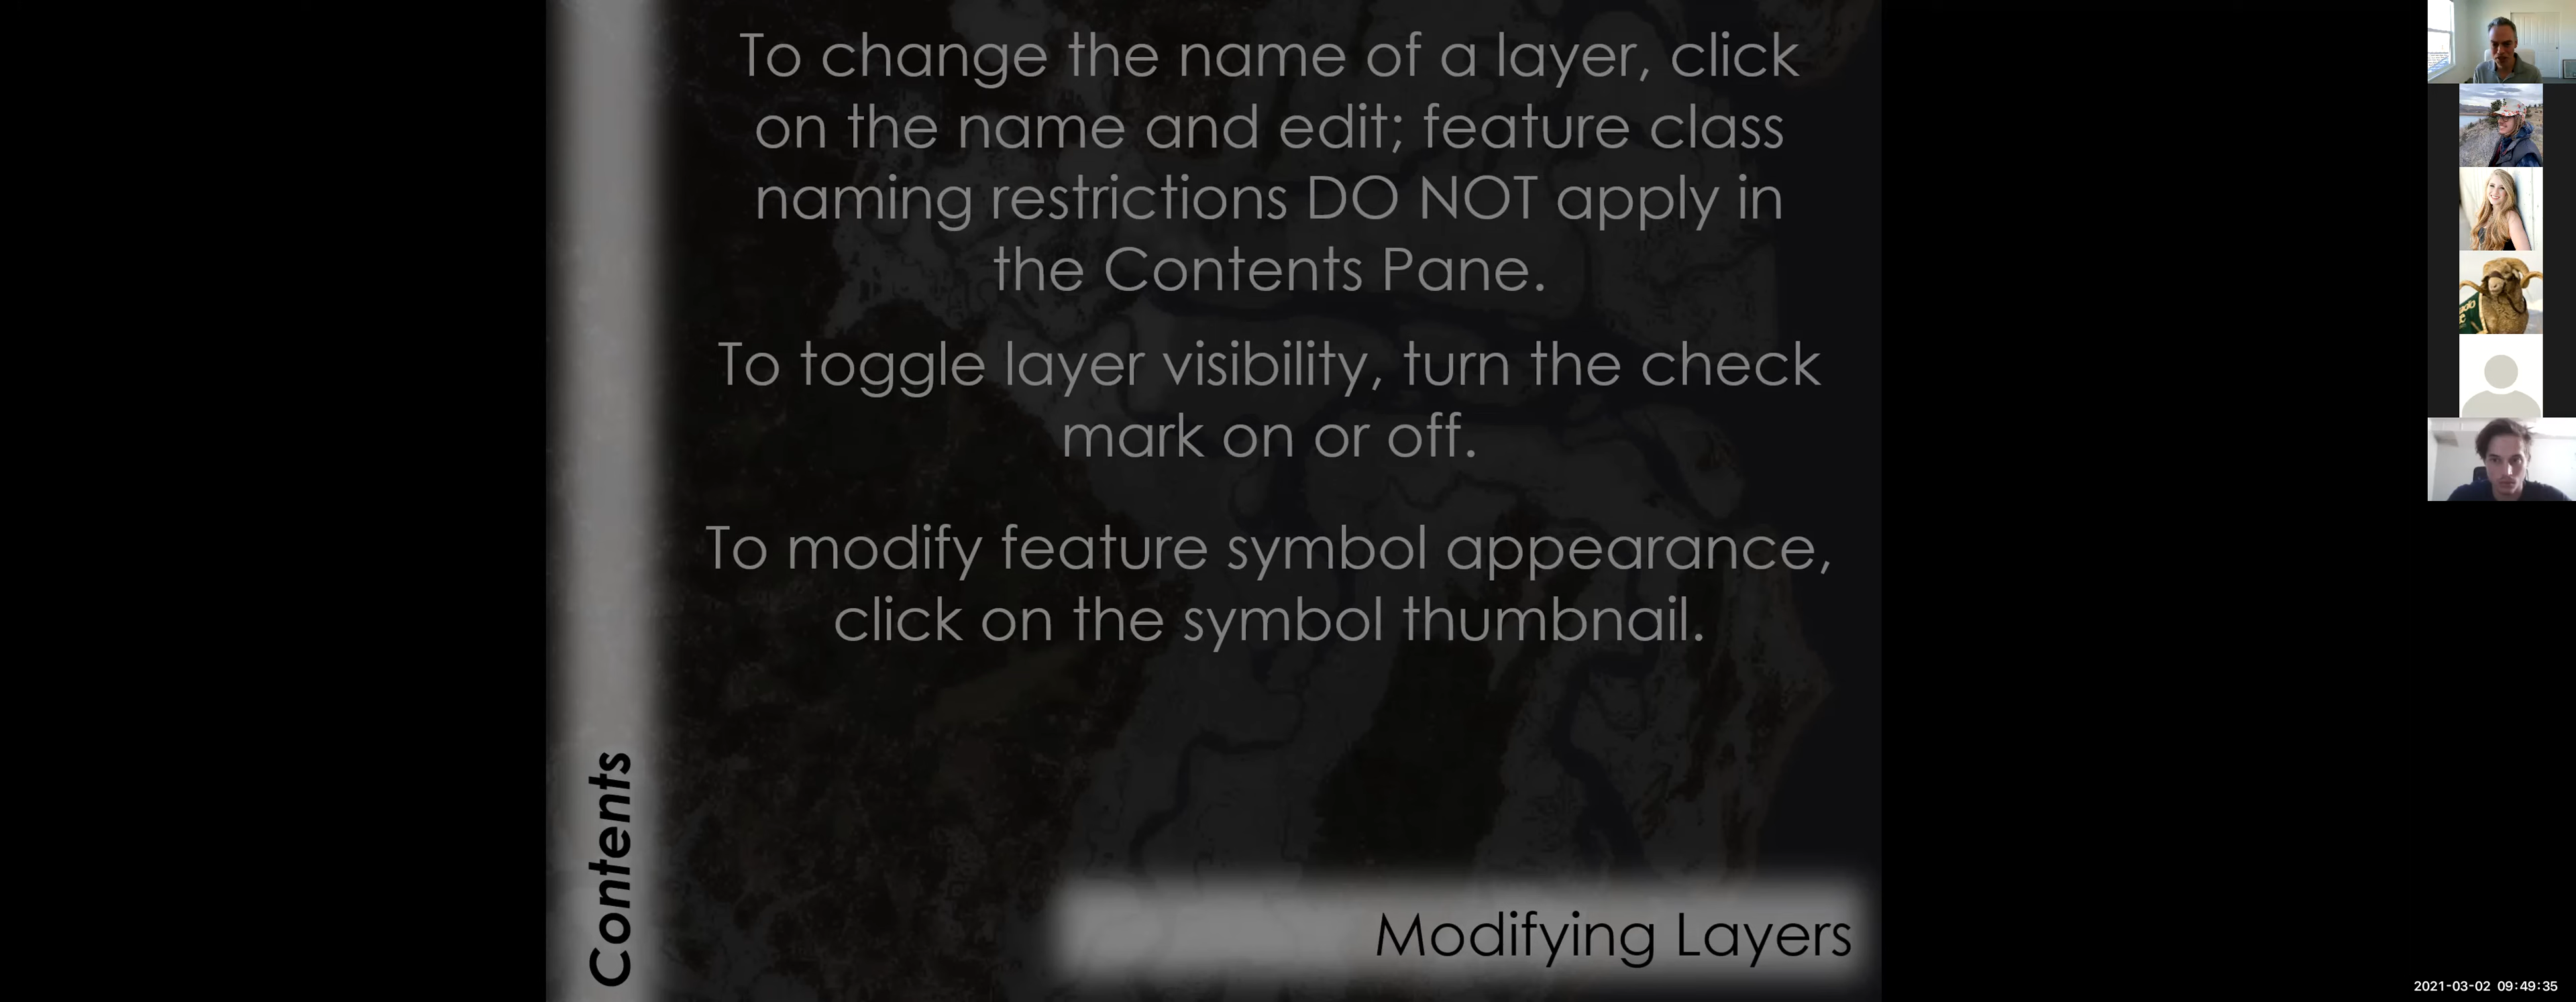 To change the name of a layer, click
on the name and edit; feature class
naming restrictions DO NOT apply in
the Contents Pane.
To toggle layer visibility, turn the check
mark on or off.
To modify feature symbol appearance,
click on the symbol thumbnail.
Contents
Modifying Layers
2021-03-02 09:49:35